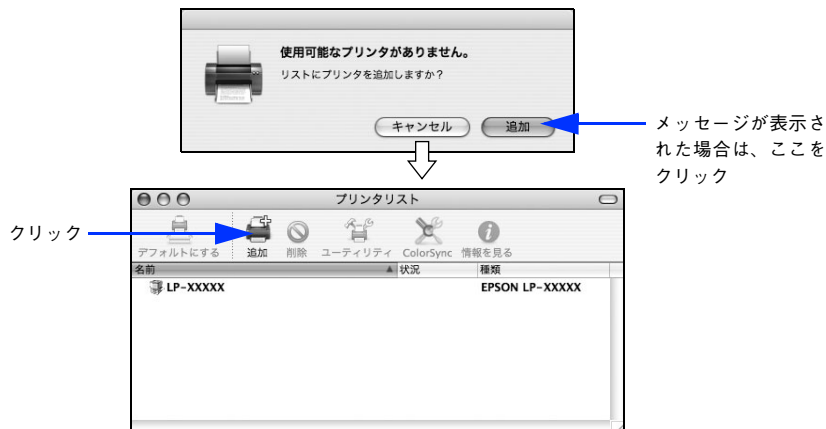 使用可能なプリンタがありません。
リストにプリンタを追加しますか？
キャンセル 追加
メッセージが表示さ
れた場合は、ここを
クリック
プリンタリスト
クリック
デフォルトにする 追加 削除 ユーティリティ ColorSync 情報を見る
名前 状況 種類
LP-XXXXX EPSON LP-XXXXX